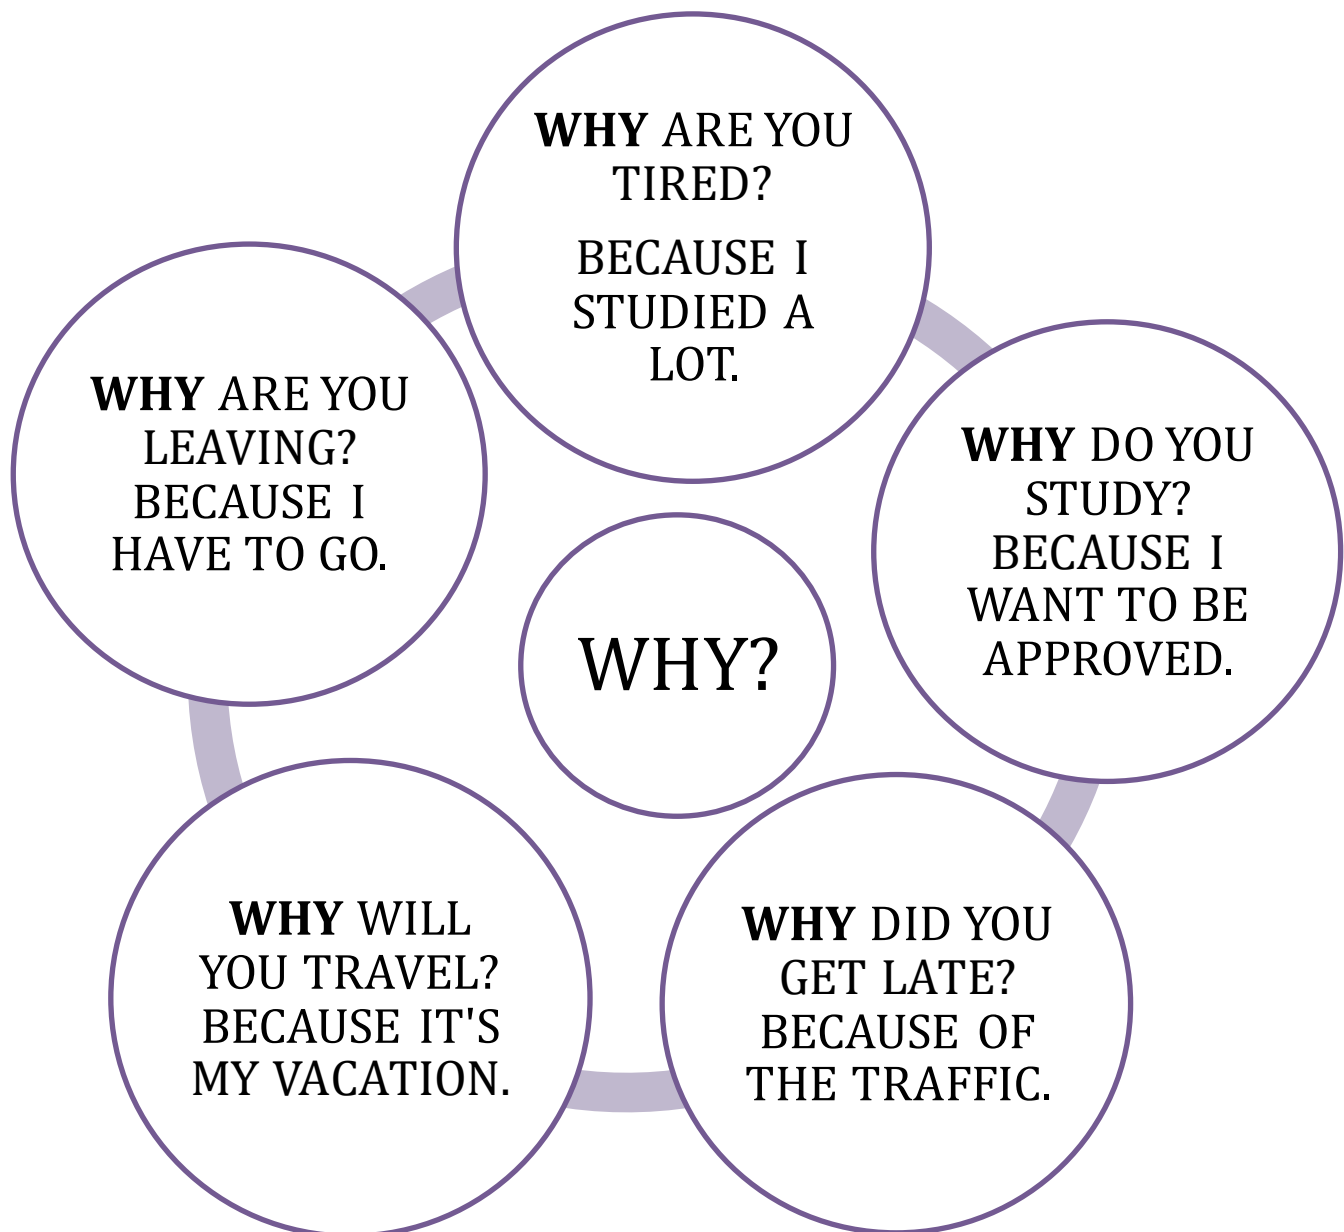 WHY ARE YOU
TIRED?
BECAUSE I
STUDIED A
LOT.
WHY ARE YOU
LEAVING?
BECAUSE I
HAVE TO GO.
WHY DO YOU
STUDY?
BECAUSE I
WANT TO BE
APPROVED.
WHY?
WHY WILL
YOU TRAVEL?
BECAUSE IT'S
MY VACATION.
WHY DID YOU
GET LATE?
BECAUSE OF
THE TRAFFIC.